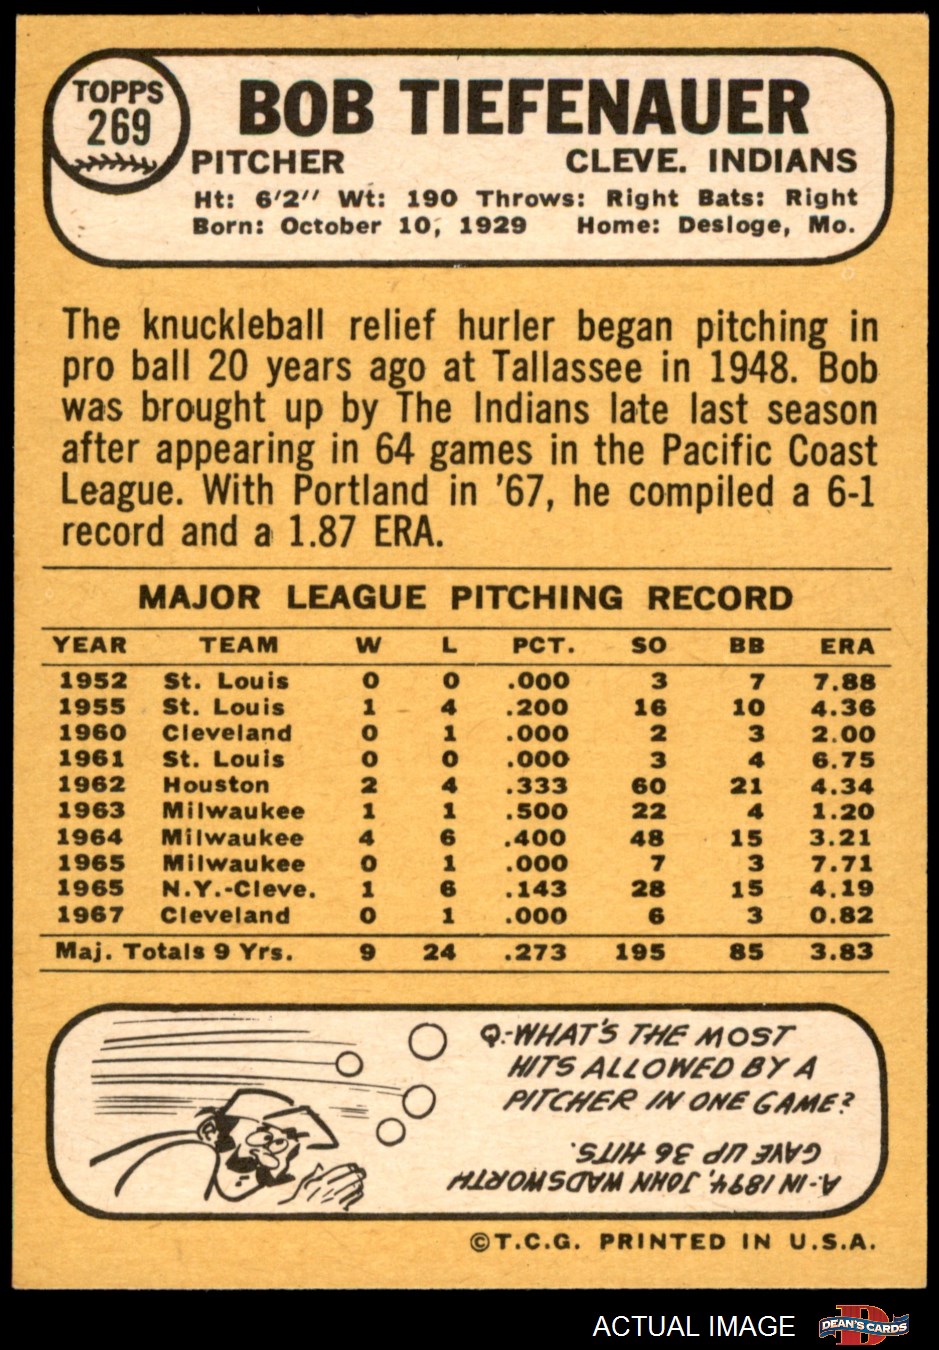 TOPPS
269
BOB TIEFENAUER
PITCHER CLEVE. INDIANS
Ht: 6'2'' Wt: 190 Throws: Right Bats: Right
Born: October 10, 1929 Home: Desloge, Mo.
The knuckleball relief hurler began pitching in
pro ball 20 years ago at Tallassee in 1948. Bob
was brought up by The Indians late last season
after appearing in 64 games in the Pacific Coast
League. With Portland in '67, he compiled a 6-1
record and a 1.87 ERA.
MAJOR LEAGUE PITCHING RECORD
YEAR TEAM W L PCT. SO BB ERA
1952 St. Louis 0 0 .000 3 7 7.88
1955 St. Louis 1 4 .200 16 10 4.36
1960 Cleveland 0 1 .000 2 3 2.00
1961 St. Louis 0 0 .000 3 4 6.75
1962 Houston 2 4 .333 60 21 4.34
1963 Milwaukee 1 1 .500 22 4 1.20
1964 Milwaukee 4 6 .400 48 15 3.21
1965 Milwaukee 0 1 .000 7 3 7.71
1965 N.Y.-Cleve. 1 6 .143 28 15 4.19
1967 Cleveland 0 1 .000 6 3 0.82
Maj. Totals 9 Yrs. 9 24 .273 195 85 3.83
Q.-WHAT'S THE MOST
HITS ALLOWED BY A
PITCHER IN ONE GAME?
A.-IN 1894, JOHN WADSWORTH
GAVE UP 36 HITS.
©T.C.G. PRINTED IN U.S.A.
ACTUAL IMAGE
DEAN'S CARDS